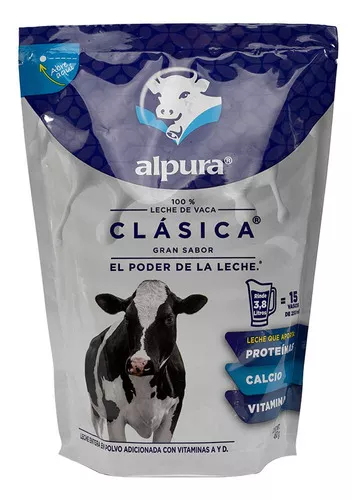 Abre aquí
alpura®
100 %
LECHE DE VACA
CLÁSICA®
GRAN SABOR
EL PODER DE LA LECHE.®
Rinde
3,8
Litros
= 15
VASOS
LECHE QUE APORTA
PROTEÍNAS
CALCIO
VITAMINA
LECHE ENTERA EN POLVO ADICIONADA CON VITAMINAS A Y D.